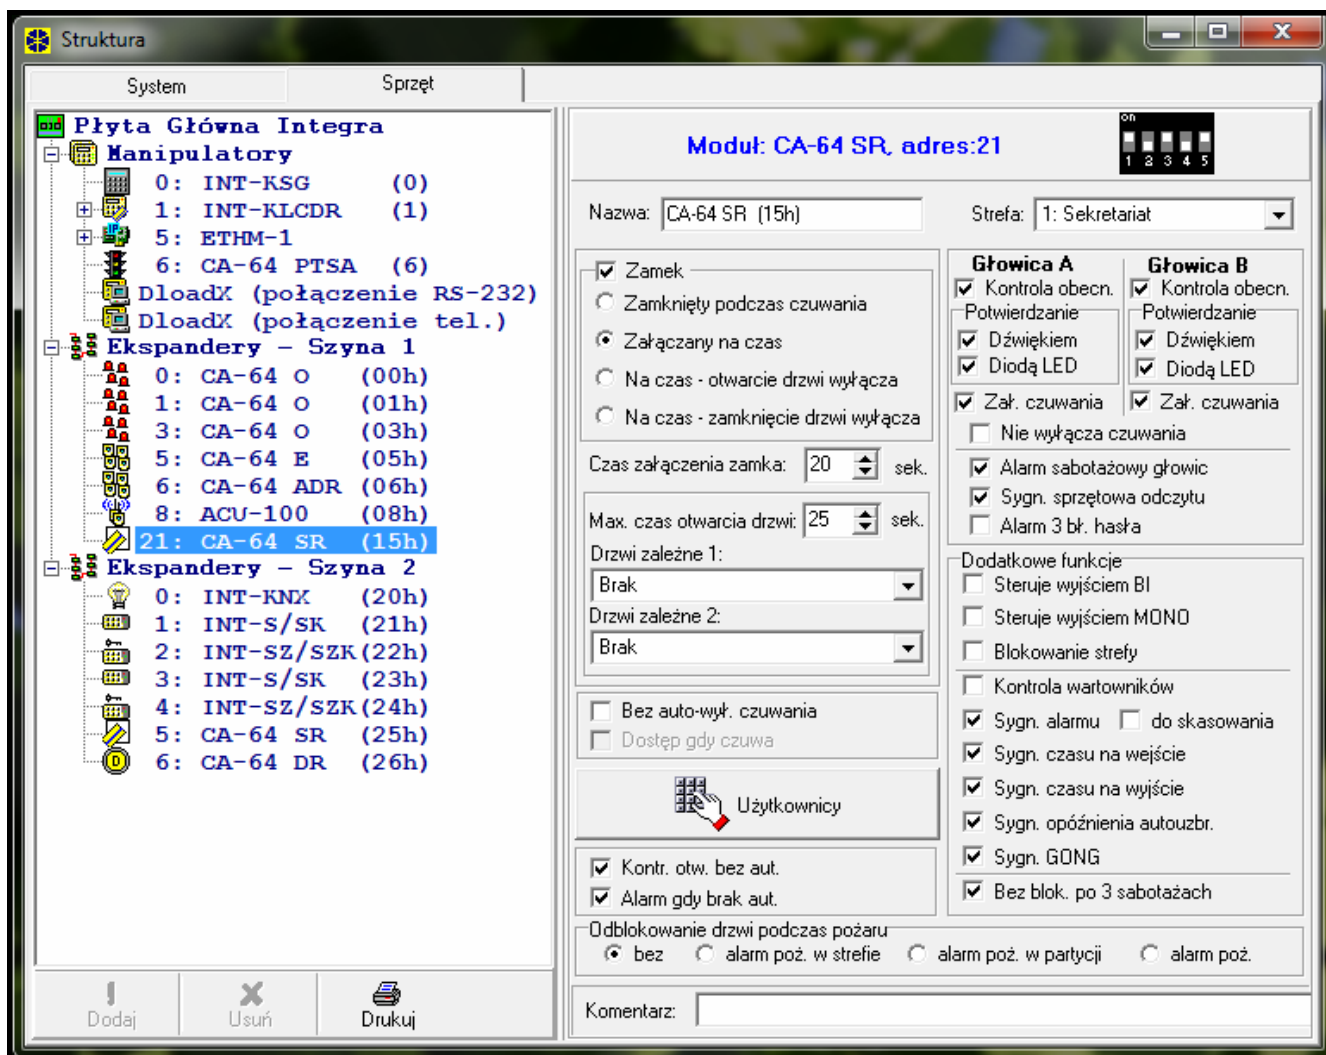 Struktura
System
Sprzęt
Płyta Główna Integra
Manipulatory
0: INT-KSG (0)
1: INT-KLCDR (1)
5: ETHM-1
6: CA-64 PTSA (6)
DloadX (połączenie RS-232)
DloadX (połączenie tel.)
Ekspandery - Szyna 1
0: CA-64 O (00h)
1: CA-64 O (01h)
3: CA-64 O (03h)
5: CA-64 E (05h)
6: CA-64 ADR (06h)
8: ACU-100 (08h)
21: CA-64 SR (15h)
Ekspandery - Szyna 2
0: INT-KNX (20h)
1: INT-S/SK (21h)
2: INT-SZ/SZK(22h)
3: INT-S/SK (23h)
4: INT-SZ/SZK(24h)
5: CA-64 SR (25h)
6: CA-64 DR (26h)
Dodaj
Usuń
Drukuj
Moduł: CA-64 SR, adres:21
on
1 2 3 4 5
Nazwa: CA-64 SR (15h)
Strefa: 1: Sekretariat
Zamek
Zamknięty podczas czuwania
Załączany na czas
Na czas - otwarcie drzwi wyłącza
Na czas - zamknięcie drzwi wyłącza
Czas załączenia zamka: 20 sek.
Max. czas otwarcia drzwi: 25 sek.
Drzwi zależne 1:
Brak
Drzwi zależne 2:
Brak
Bez auto-wył. czuwania
Dostęp gdy czuwa
Użytkownicy
Kontr. otw. bez aut.
Alarm gdy brak aut.
Głowica A
Głowica B
Kontrola obecn.
Kontrola obecn.
Potwierdzanie
Potwierdzanie
Dźwiękiem
Dźwiękiem
Diodą LED
Diodą LED
Zał. czuwania
Zał. czuwania
Nie wyłącza czuwania
Alarm sabotażowy głowic
Sygn. sprzętowa odczytu
Alarm 3 bł. hasła
Dodatkowe funkcje
Steruje wyjściem BI
Steruje wyjściem MONO
Blokowanie strefy
Kontrola wartowników
Sygn. alarmu
do skasowania
Sygn. czasu na wejście
Sygn. czasu na wyjście
Sygn. opóźnienia autouzbr.
Sygn. GONG
Bez blok. po 3 sabotażach
Odblokowanie drzwi podczas pożaru
bez
alarm poż. w strefie
alarm poż. w partycji
alarm poż.
Komentarz: